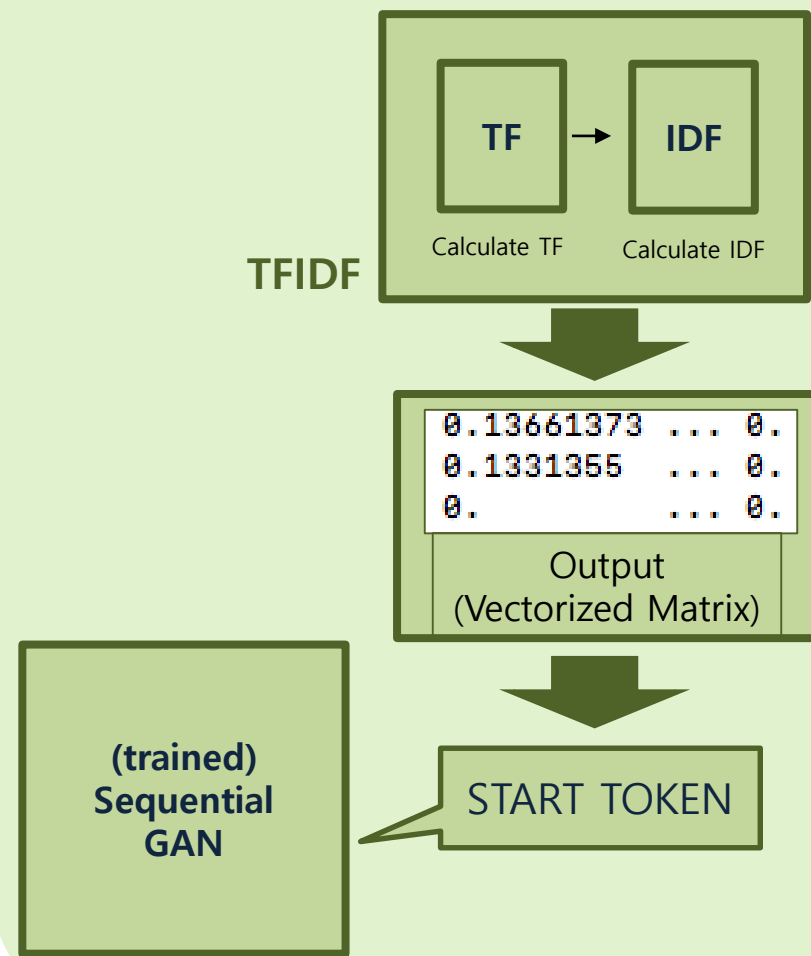 TF
IDF
Calculate TF
Calculate IDF
TFIDF
0.13661373 ... 0.
0.1331355 ... 0.
0. ... 0.
Output
(Vectorized Matrix)
(trained)
Sequential
GAN
START TOKEN